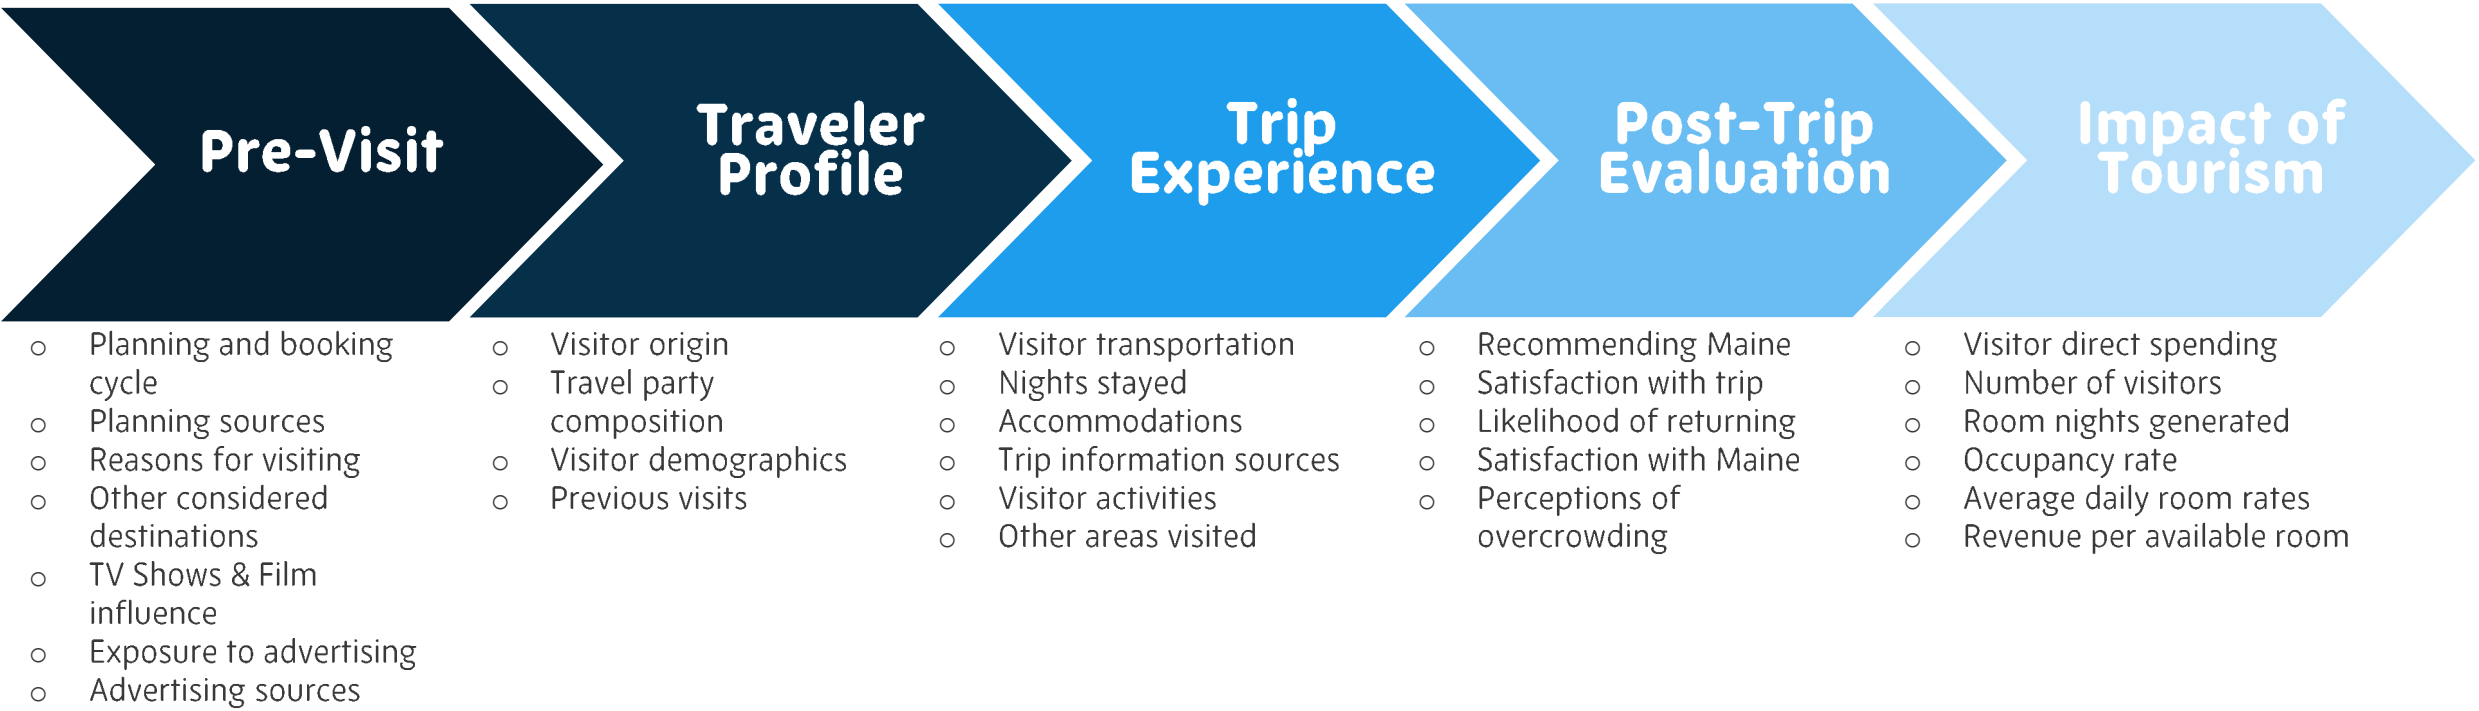 Pre-Visit
Traveler
Profile
Trip
Experience
Post-Trip
Evaluation
Impact of
Tourism
o Planning and booking
cycle
o Planning sources
o Reasons for visiting
o Other considered
destinations
o TV Shows & Film
influence
o Exposure to advertising
o Advertising sources
o Visitor origin
o Travel party
composition
o Visitor demographics
o Previous visits
o Visitor transportation
o Nights stayed
o Accommodations
o Trip information sources
o Visitor activities
o Other areas visited
o Recommending Maine
o Satisfaction with trip
o Likelihood of returning
o Satisfaction with Maine
o Perceptions of
overcrowding
o Visitor direct spending
o Number of visitors
o Room nights generated
o Occupancy rate
o Average daily room rates
o Revenue per available room